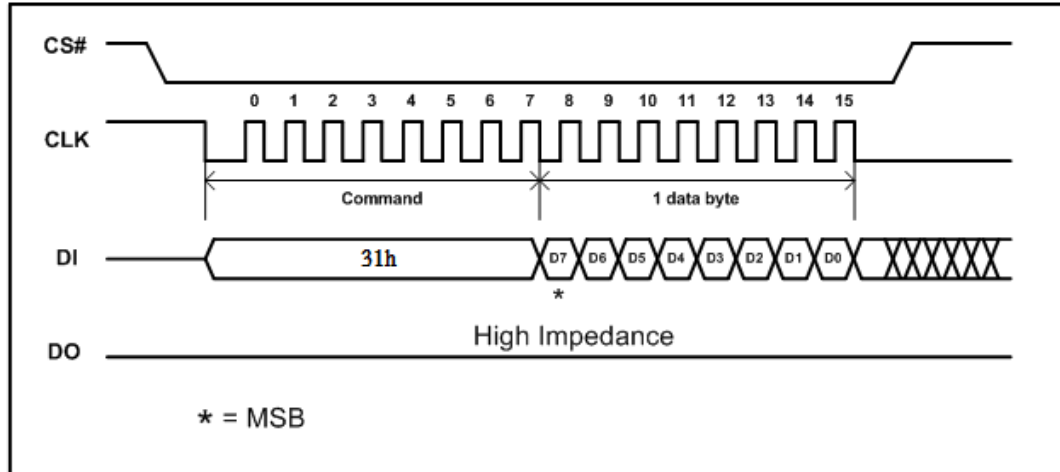 CS#
0 1 2 3 4 5 6 7 8 9 10 11 12 13 14 15
CLK
Command 1 data byte
DI 31h D7 D6 D5 D4 D3 D2 D1 D0
*
High Impedance
DO
* = MSB